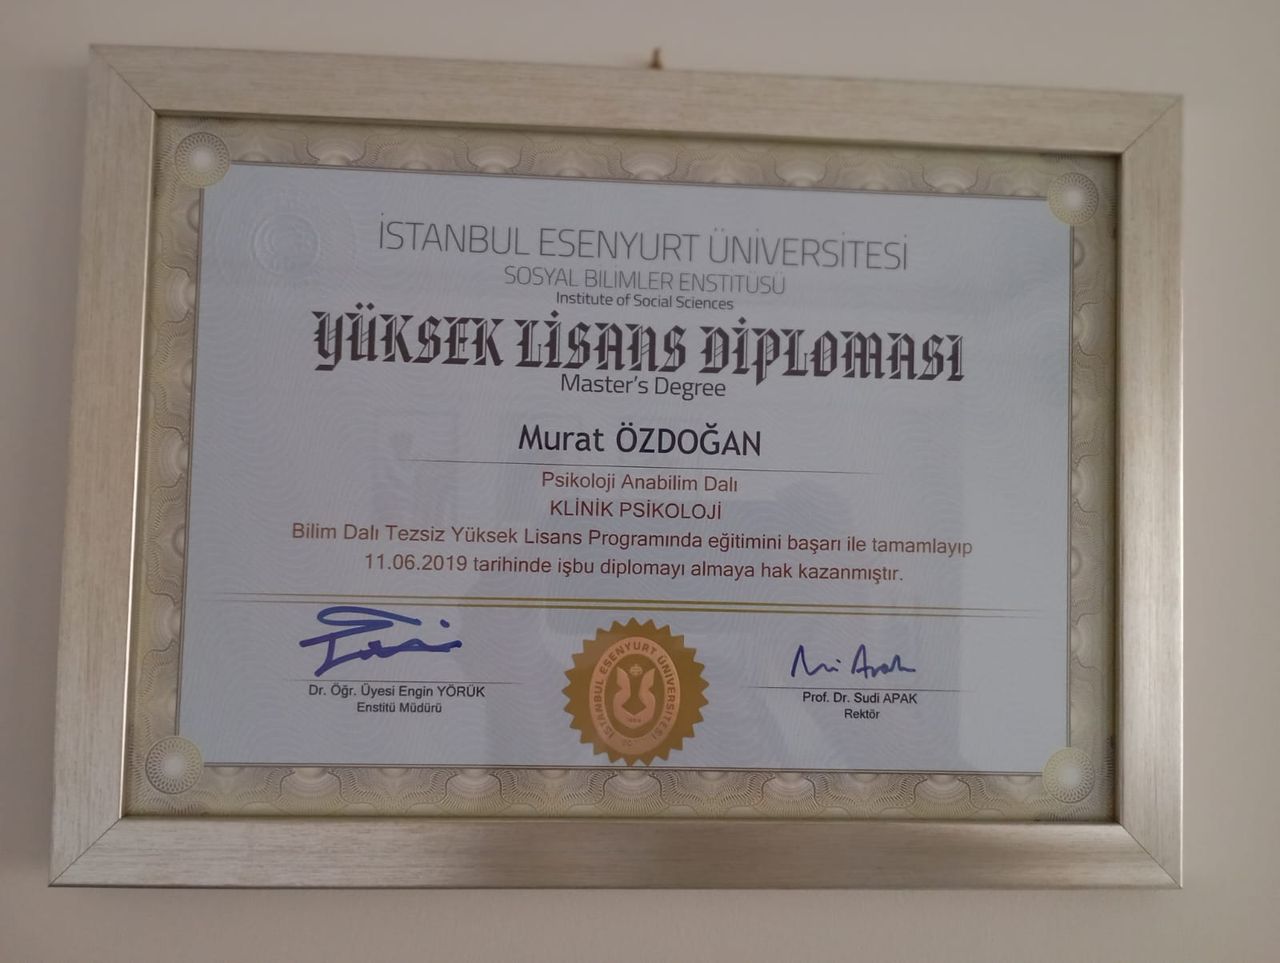 İSTANBUL ESENYURT ÜNİVERSİTESİ
SOSYAL BİLİMLER ENSTİTÜSÜ
Institute of Social Sciences
YÜKSEK LİSANS DİPLOMASI
Master's Degree
Murat ÖZDOĞAN
Psikoloji Anabilim Dalı
KLİNİK PSİKOLOJİ
Bilim Dalı Tezsiz Yüksek Lisans Programında eğitimini başarı ile tamamlayıp
11.06.2019 tarihinde işbu diplomayı almaya hak kazanmıştır.
Dr. Öğr. Üyesi Engin YÖRÜK
Enstitü Müdürü
İSTANBUL ESENYURT ÜNİVERSİTESİ
Prof. Dr. Sudi APAK
Rektör